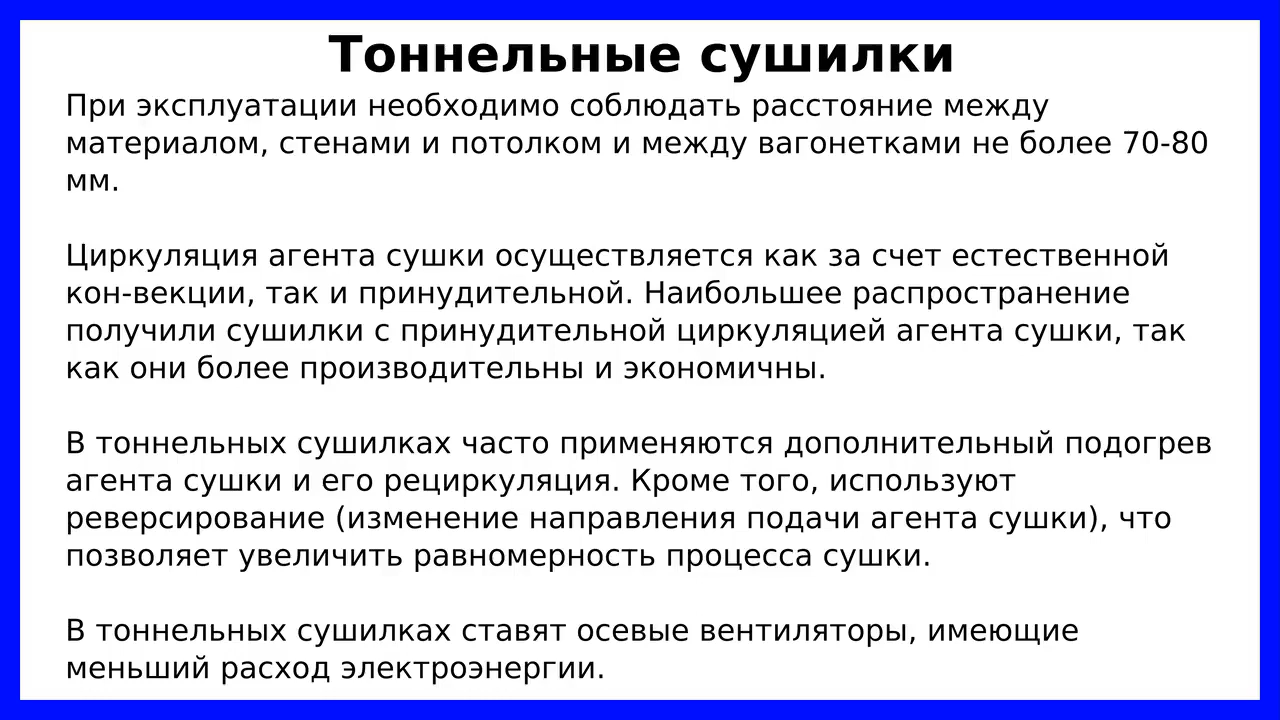 Тоннельные сушилки
При эксплуатации необходимо соблюдать расстояние между
материалом, стенами и потолком и между вагонетками не более 70-80
мм.
Циркуляция агента сушки осуществляется как за счет естественной
кон-векции, так и принудительной. Наибольшее распространение
получили сушилки с принудительной циркуляцией агента сушки, так
как они более производительны и экономичны.
В тоннельных сушилках часто применяются дополнительный подогрев
агента сушки и его рециркуляция. Кроме того, используют
реверсирование (изменение направления подачи агента сушки), что
позволяет увеличить равномерность процесса сушки.
В тоннельных сушилках ставят осевые вентиляторы, имеющие
меньший расход электроэнергии.